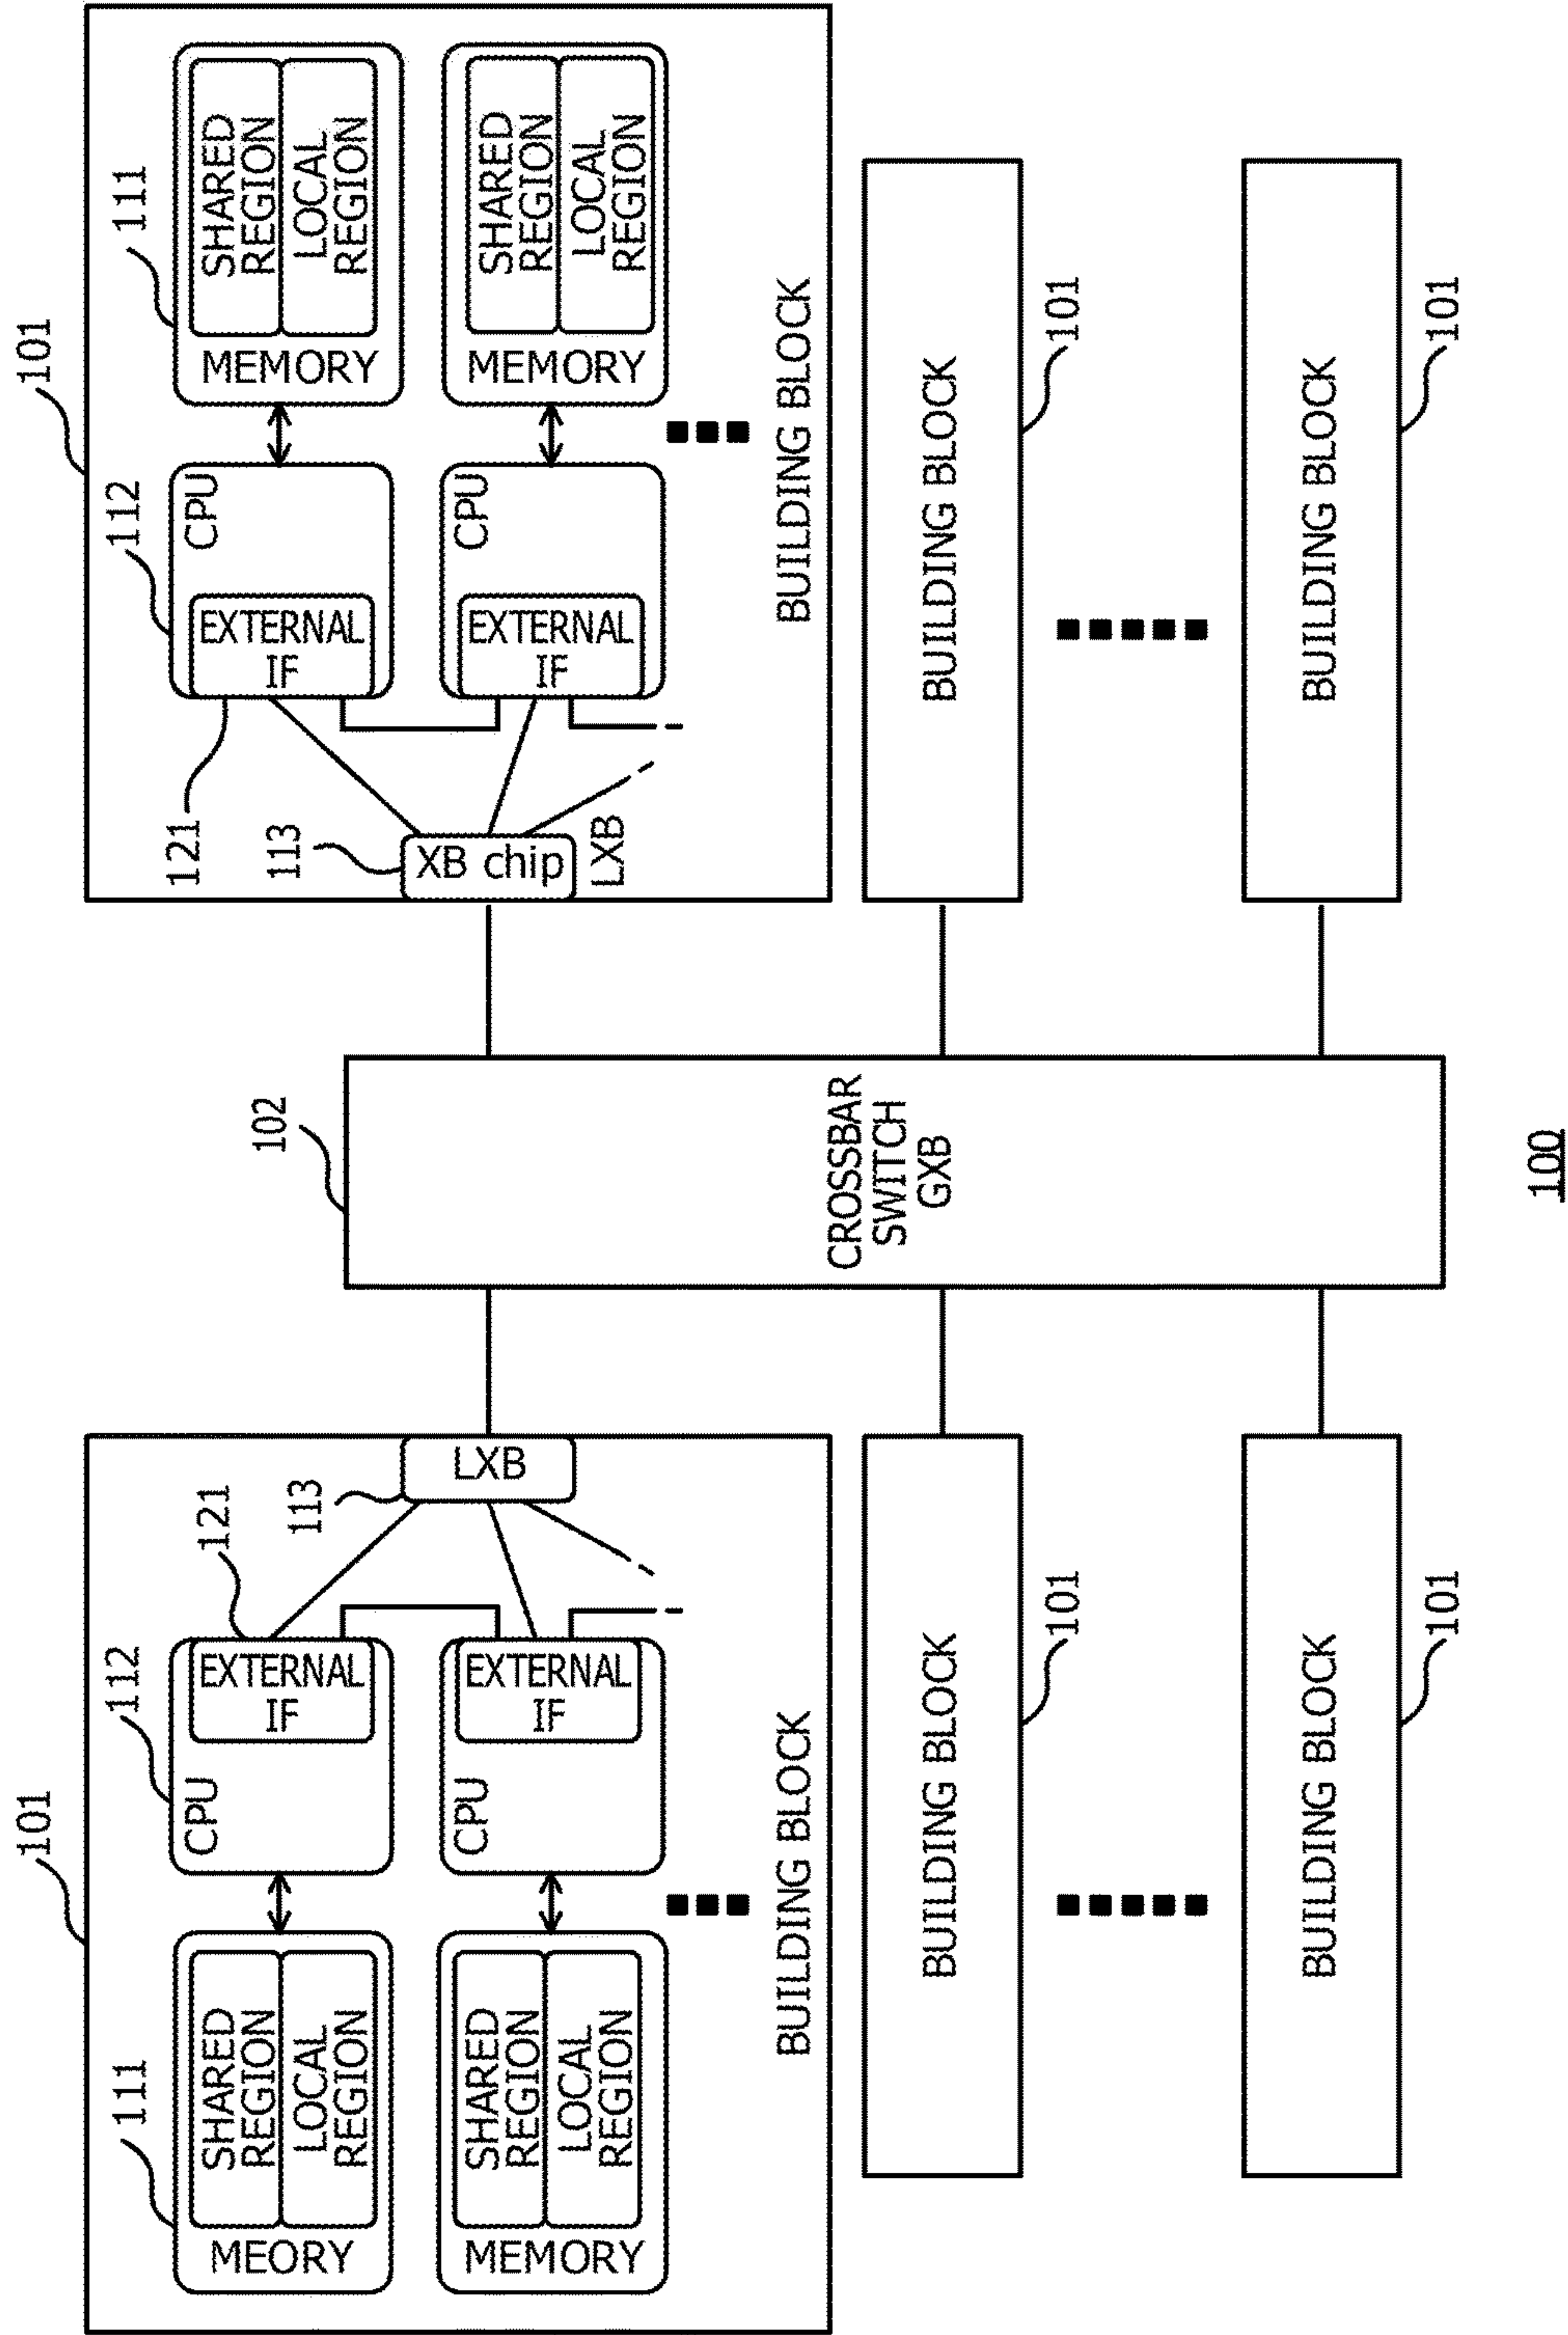 101
111
SHARED
REGION
LOCAL
REGION
MEORY
112
CPU
EXTERNAL
IF
121
113
LXB
SHARED
REGION
LOCAL
REGION
MEMORY
CPU
EXTERNAL
IF
BUILDING BLOCK
BUILDING BLOCK
101
BUILDING BLOCK
101
102
CROSSBAR
SWITCH
GXB
101
121
112
EXTERNAL
IF
CPU
111
MEMORY
SHARED
REGION
LOCAL
REGION
113
XB chip
LXB
EXTERNAL
IF
CPU
MEMORY
SHARED
REGION
LOCAL
REGION
BUILDING BLOCK
BUILDING BLOCK
101
BUILDING BLOCK
101
100